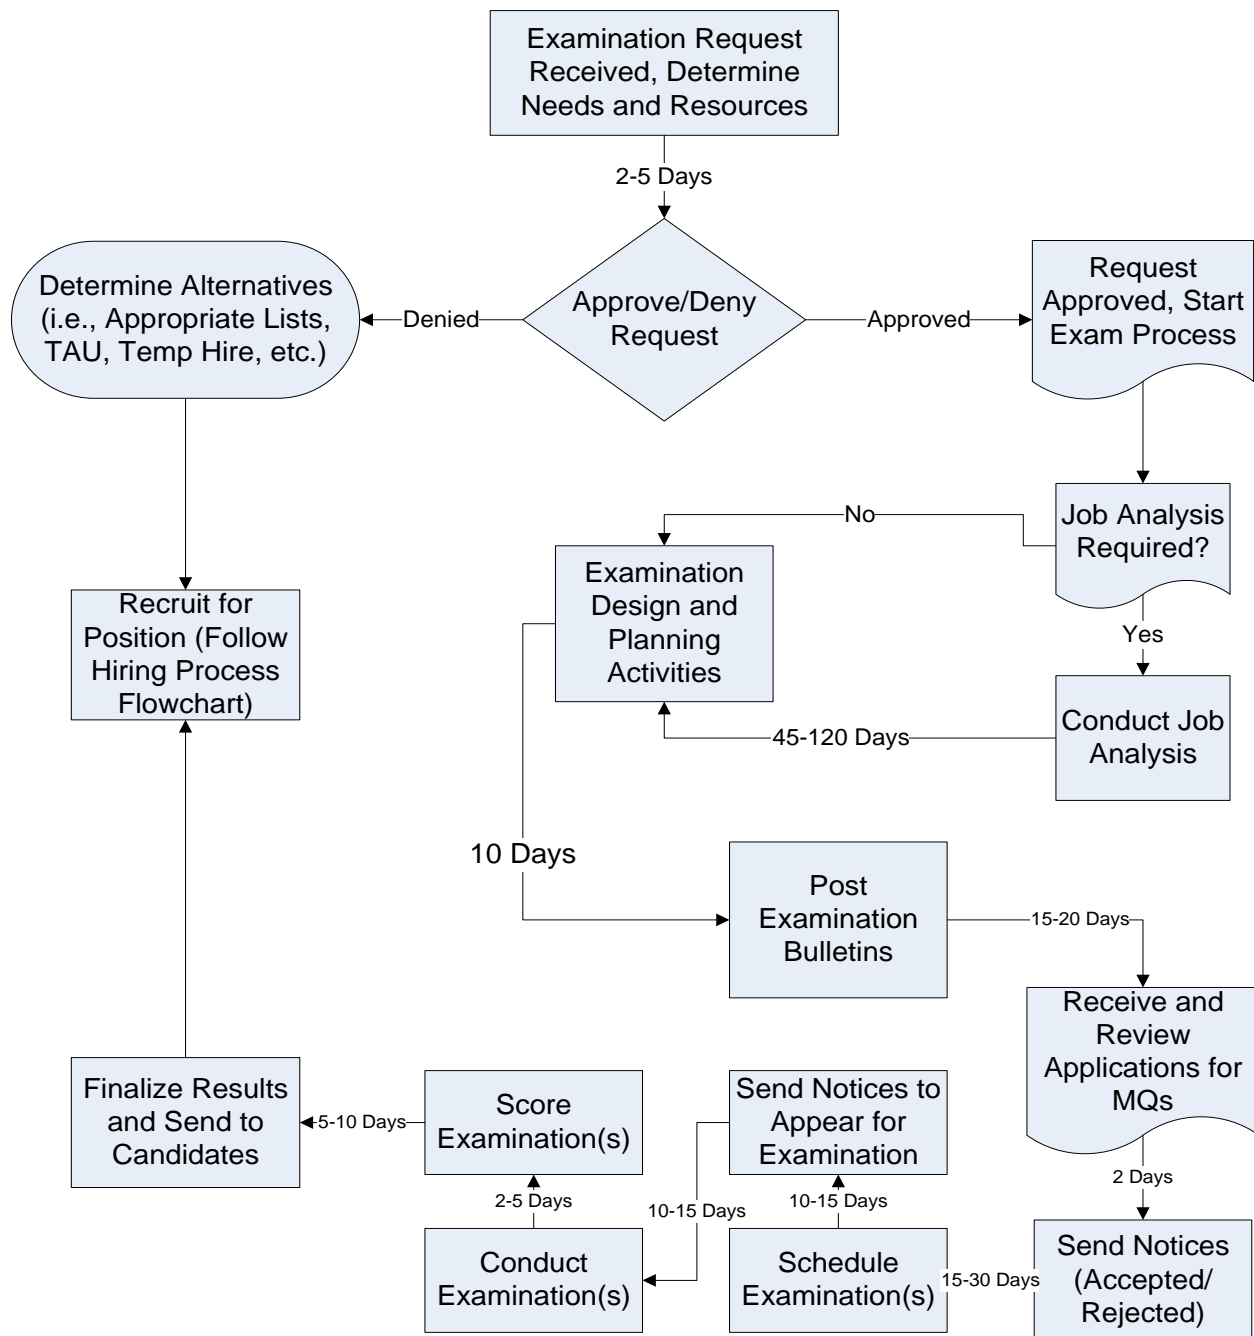 Examination Request
Received, Determine
Needs and Resources
2-5 Days
Approve/Deny
Request
Denied
Approved
Determine Alternatives
(i.e., Appropriate Lists,
TAU, Temp Hire, etc.)
Request
Approved, Start
Exam Process
Job Analysis
Required?
No
Yes
Examination
Design and
Planning
Activities
Conduct Job
Analysis
45-120 Days
Recruit for
Position (Follow
Hiring Process
Flowchart)
10 Days
Post
Examination
Bulletins
15-20 Days
Receive and
Review
Applications for
MQs
2 Days
Send Notices
(Accepted/
Rejected)
15-30 Days
Schedule
Examination(s)
10-15 Days
Send Notices to
Appear for
Examination
10-15 Days
Conduct
Examination(s)
2-5 Days
Score
Examination(s)
5-10 Days
Finalize Results
and Send to
Candidates